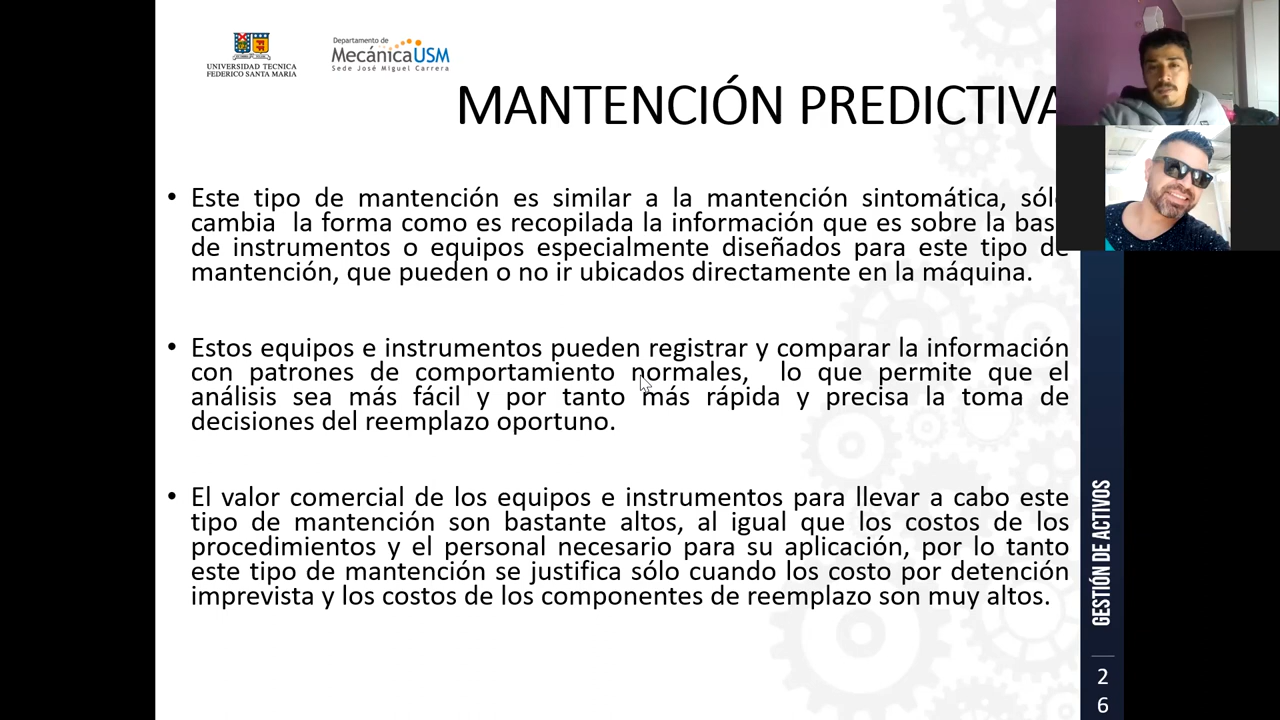 UNIVERSIDAD TECNICA
FEDERICO SANTA MARIA
Departamento de
MecánicaUSM
Sede José Miguel Carrera
MANTENCIÓN PREDICTIVA
• Este tipo de mantención es similar a la mantención sintomática,
cambia la forma como es recopilada la información que es sobre la
de instrumentos o equipos especialmente diseñados para este tipo de
mantención, que pueden o no ir ubicados directamente en la máquina.
• Estos equipos e instrumentos pueden registrar y comparar la información
con patrones de comportamiento normales, lo que permite que el
análisis sea más fácil y por tanto más rápida y precisa la toma de
decisiones del reemplazo oportuno.
• El valor comercial de los equipos e instrumentos para llevar a cabo este
tipo de mantención son bastante altos, al igual que los costos de los
procedimientos y el personal necesario para su aplicación, por lo tanto
este tipo de mantención se justifica sólo cuando los costo por detención
imprevista y los costos de los componentes de reemplazo son muy altos.
GESTIÓN DE ACTIVOS
2
6